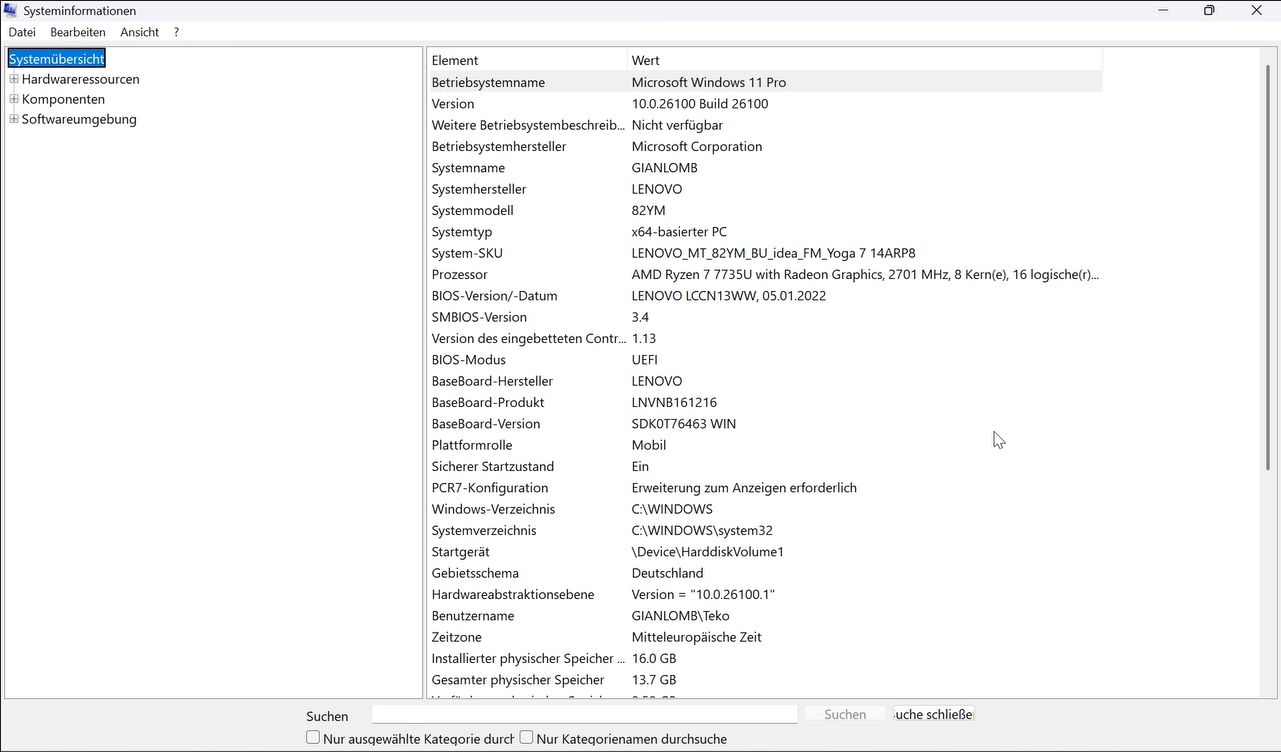 Systeminformationen
Datei Bearbeiten Ansicht ?
Systemübersicht
Hardwareressourcen
Komponenten
Softwareumgebung
Element Wert
Betriebsystemname Microsoft Windows 11 Pro
Version 10.0.26100 Build 26100
Weitere Betriebsystembeschreib... Nicht verfügbar
Betriebsystemhersteller Microsoft Corporation
Systemname GIANLOMB
Systemhersteller LENOVO
Systemmodell 82YM
Systemtyp x64-basierter PC
System-SKU LENOVO_MT_82YM_BU_idea_FM_Yoga 7 14ARP8
Prozessor AMD Ryzen 7 7735U with Radeon Graphics, 2701 MHz, 8 Kern(e), 16 logische(r)...
BIOS-Version/-Datum LENOVO LCCN13WW, 05.01.2022
SMBIOS-Version 3.4
Version des eingebetteten Contr... 1.13
BIOS-Modus UEFI
BaseBoard-Hersteller LENOVO
BaseBoard-Produkt LNVNB161216
BaseBoard-Version SDK0T76463 WIN
Plattformrolle Mobil
Sicherer Startzustand Ein
PCR7-Konfiguration Erweiterung zum Anzeigen erforderlich
Windows-Verzeichnis C:\WINDOWS
Systemverzeichnis C:\WINDOWS\system32
Startgerät \Device\HarddiskVolume1
Gebietsschema Deutschland
Hardwareabstraktionsebene Version = "10.0.26100.1"
Benutzername GIANLOMB\Teko
Zeitzone Mitteleuropäische Zeit
Installierter physischer Speicher ... 16.0 GB
Gesamter physischer Speicher 13.7 GB
Suchen Suchen uche schließe
Nur ausgewählte Kategorie durch Nur Kategorienamen durchsuche